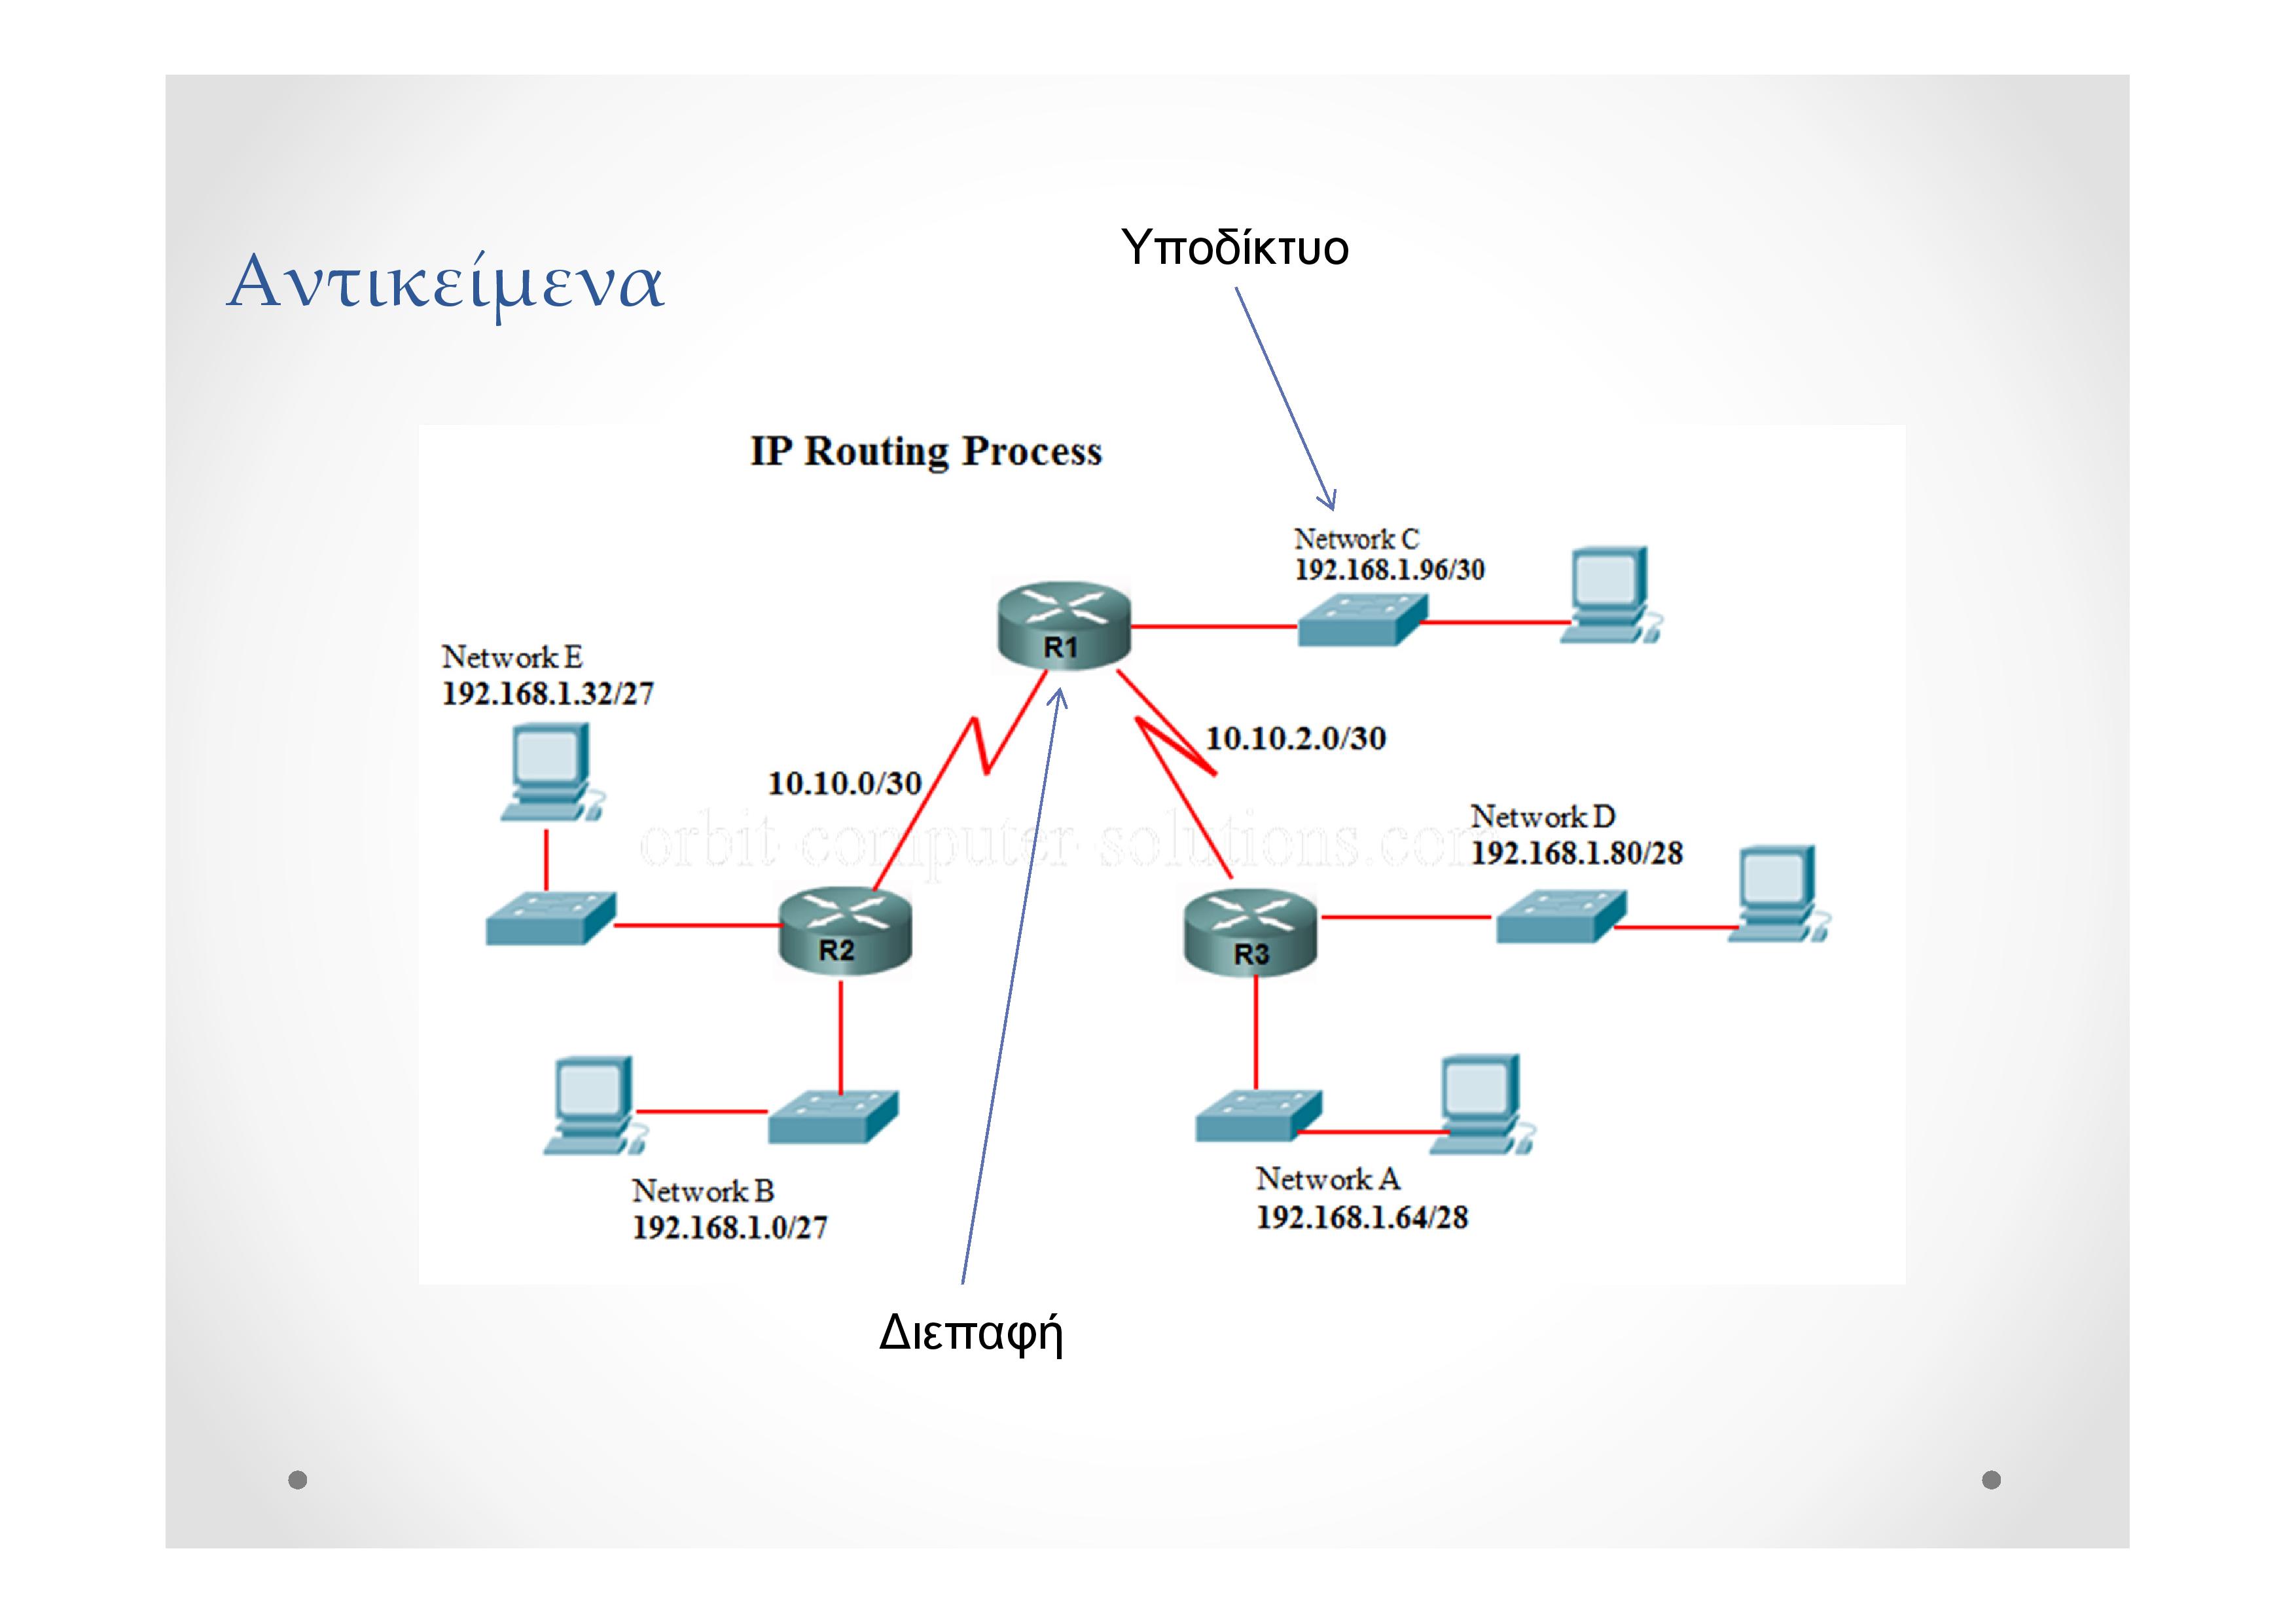 Αντικείμενα
Υποδίκτυο
IP Routing Process
Network C
192.168.1.96/30
R1
Network E
192.168.1.32/27
10.10.2.0/30
10.10.0/30
orbit-computer-solutions.com
Network D
192.168.1.80/28
R2
R3
Network B
192.168.1.0/27
Network A
192.168.1.64/28
Διεπαφή